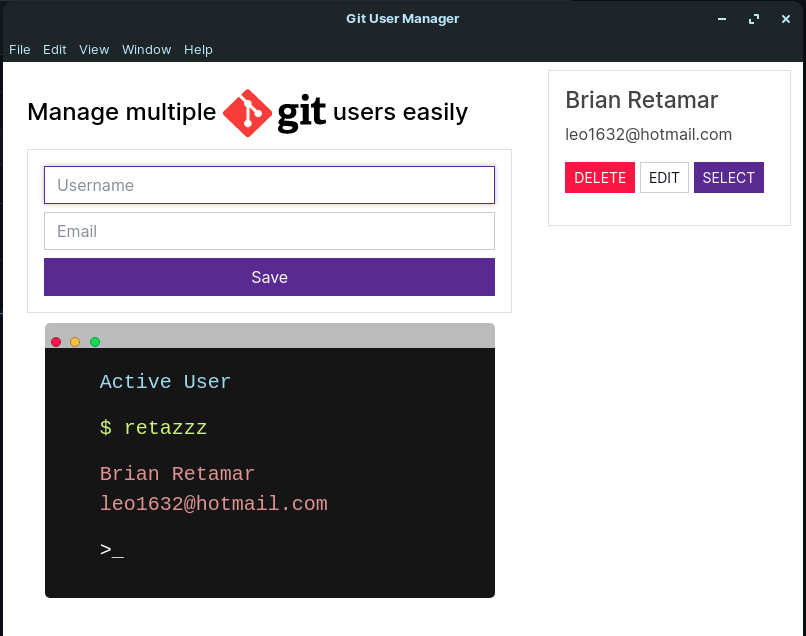 Git User Manager
File Edit View Window Help
Manage multiple git users easily
Username
Email
Save
Active User
$ retazzz
Brian Retamar
leo1632@hotmail.com
>_
Brian Retamar
leo1632@hotmail.com
DELETE EDIT SELECT